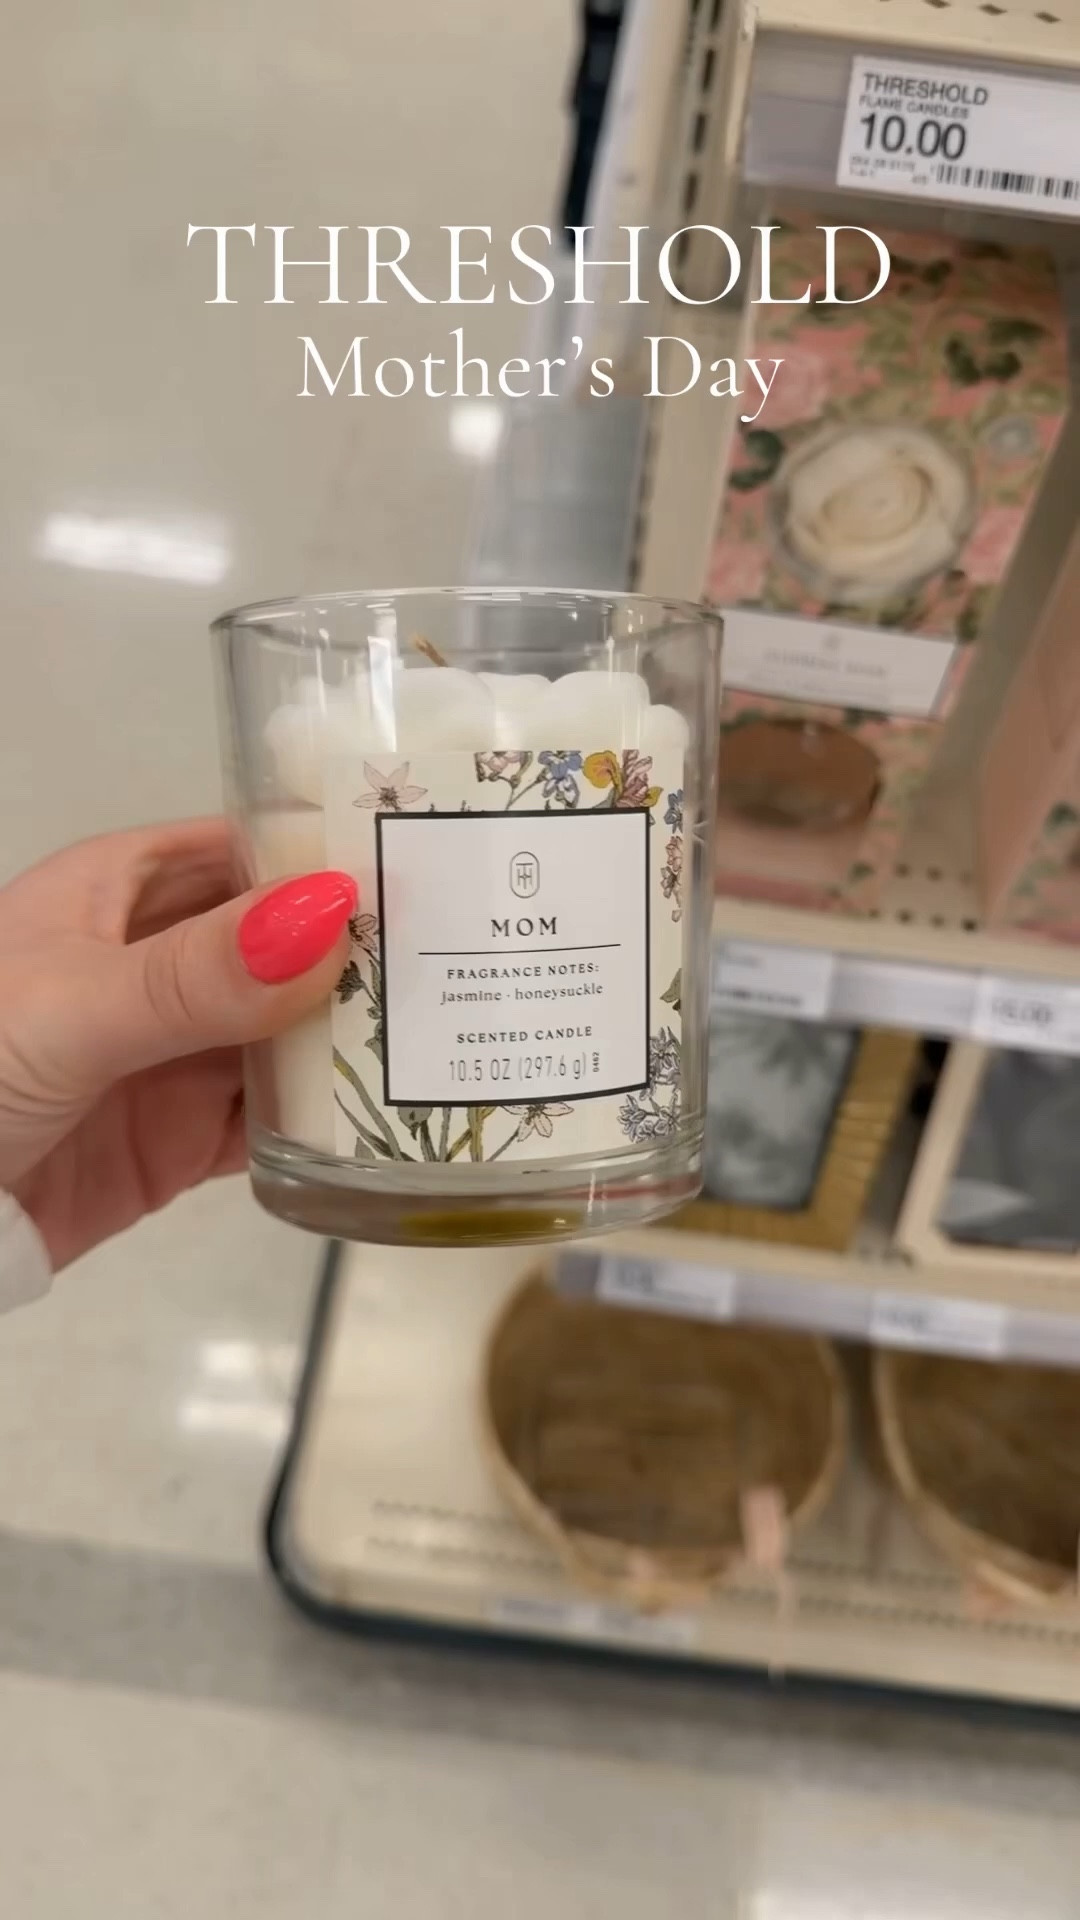 THRESHOLD
FLAME CANDLES
10.00
THRESHOLD
Mother’s Day
MOM
FRAGRANCE NOTES:
jasmine - honeysuckle
SCENTED CANDLE
10.5 OZ (297.6 g)